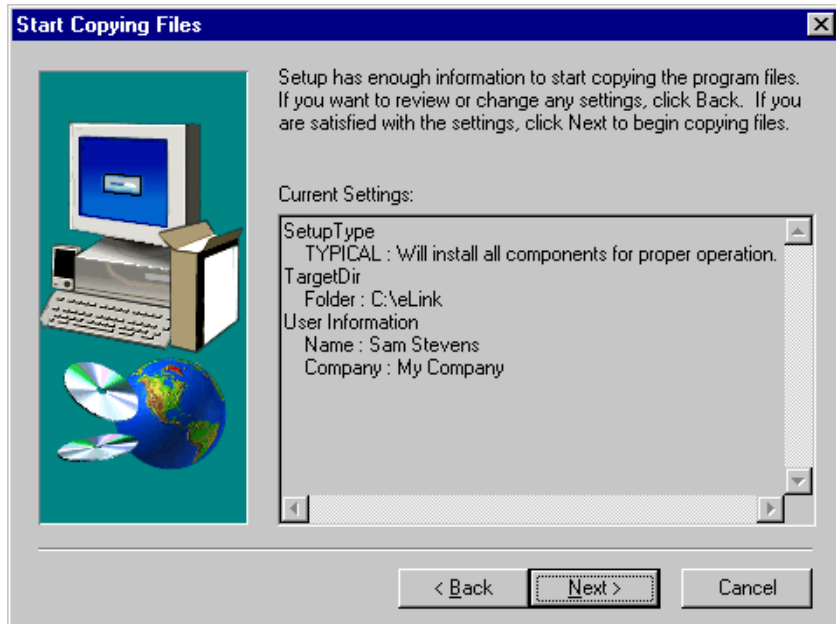 Start Copying Files
Setup has enough information to start copying the program files.
If you want to review or change any settings, click Back.  If you
are satisfied with the settings, click Next to begin copying files.
Current Settings:
SetupType
TYPICAL : Will install all components for proper operation.
TargetDir
Folder : C:\eLink
User Information
Name : Sam Stevens
Company : My Company
< Back
Next >
Cancel